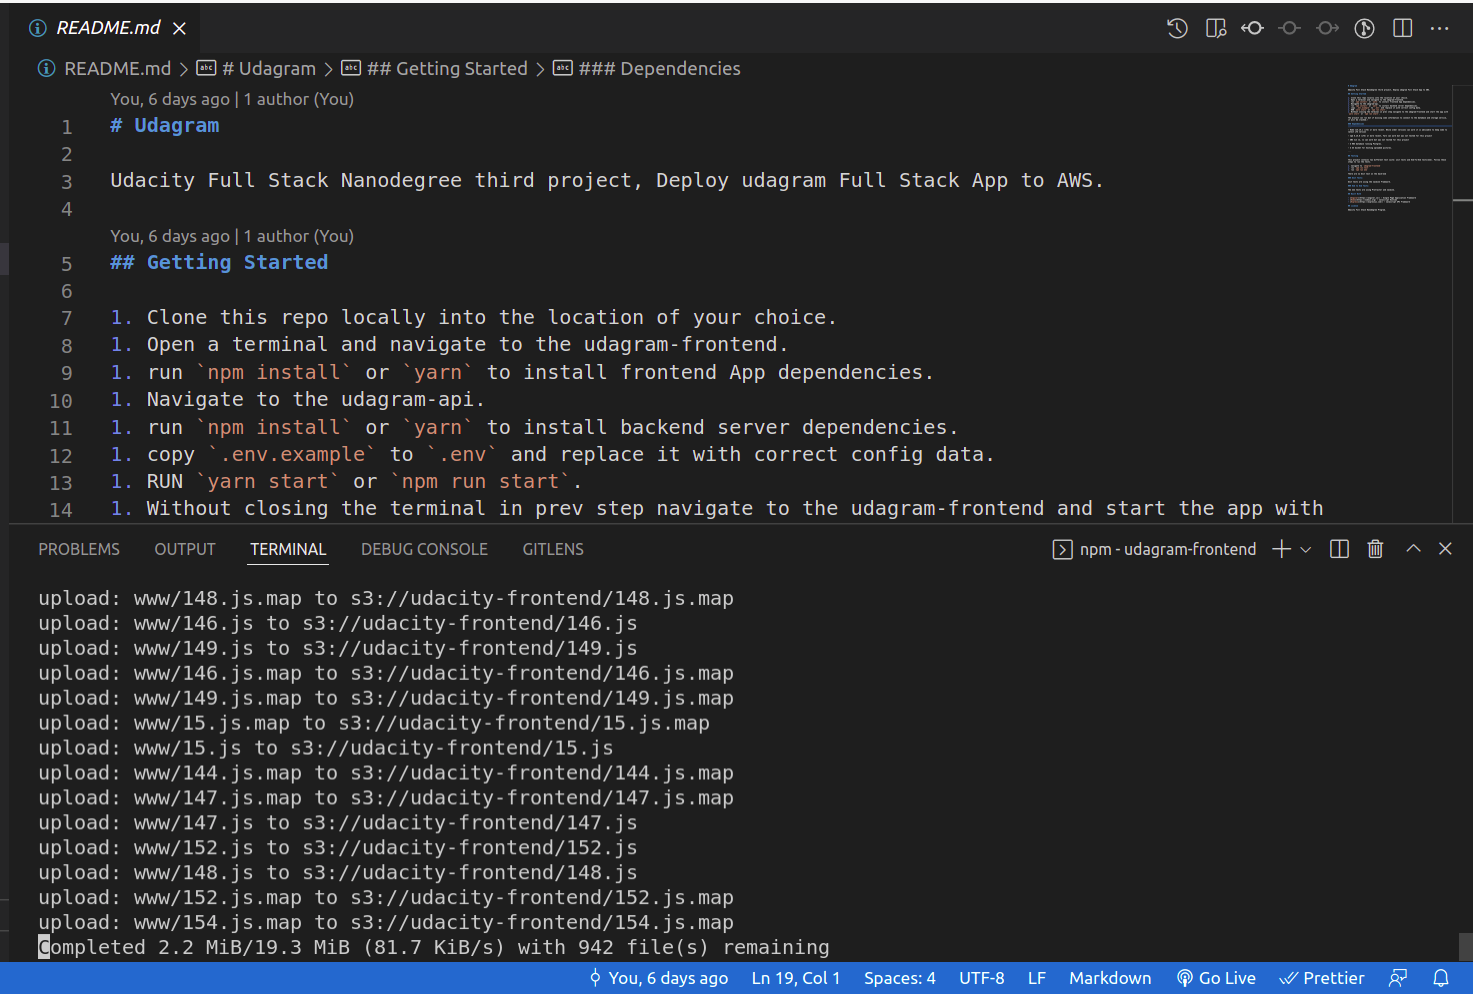 README.md
README.md > # Udagram > ## Getting Started > ### Dependencies
You, 6 days ago | 1 author (You)
1 # Udagram
2
3 Udacity Full Stack Nanodegree third project, Deploy udagram Full Stack App to AWS.
4
You, 6 days ago | 1 author (You)
5 ## Getting Started
6
7 1. Clone this repo locally into the location of your choice.
8 1. Open a terminal and navigate to the udagram-frontend.
9 1. run `npm install` or `yarn` to install frontend App dependencies.
10 1. Navigate to the udagram-api.
11 1. run `npm install` or `yarn` to install backend server dependencies.
12 1. copy `.env.example` to `.env` and replace it with correct config data.
13 1. RUN `yarn start` or `npm run start`.
14 1. Without closing the terminal in prev step navigate to the udagram-frontend and start the app with
PROBLEMS OUTPUT TERMINAL DEBUG CONSOLE GITLENS npm - udagram-frontend
upload: www/148.js.map to s3://udacity-frontend/148.js.map
upload: www/146.js to s3://udacity-frontend/146.js
upload: www/149.js to s3://udacity-frontend/149.js
upload: www/146.js.map to s3://udacity-frontend/146.js.map
upload: www/149.js.map to s3://udacity-frontend/149.js.map
upload: www/15.js.map to s3://udacity-frontend/15.js.map
upload: www/15.js to s3://udacity-frontend/15.js
upload: www/144.js.map to s3://udacity-frontend/144.js.map
upload: www/147.js.map to s3://udacity-frontend/147.js.map
upload: www/147.js to s3://udacity-frontend/147.js
upload: www/152.js to s3://udacity-frontend/152.js
upload: www/148.js to s3://udacity-frontend/148.js
upload: www/152.js.map to s3://udacity-frontend/152.js.map
upload: www/154.js.map to s3://udacity-frontend/154.js.map
Completed 2.2 MiB/19.3 MiB (81.7 KiB/s) with 942 file(s) remaining
You, 6 days ago Ln 19, Col 1 Spaces: 4 UTF-8 LF Markdown Go Live Prettier